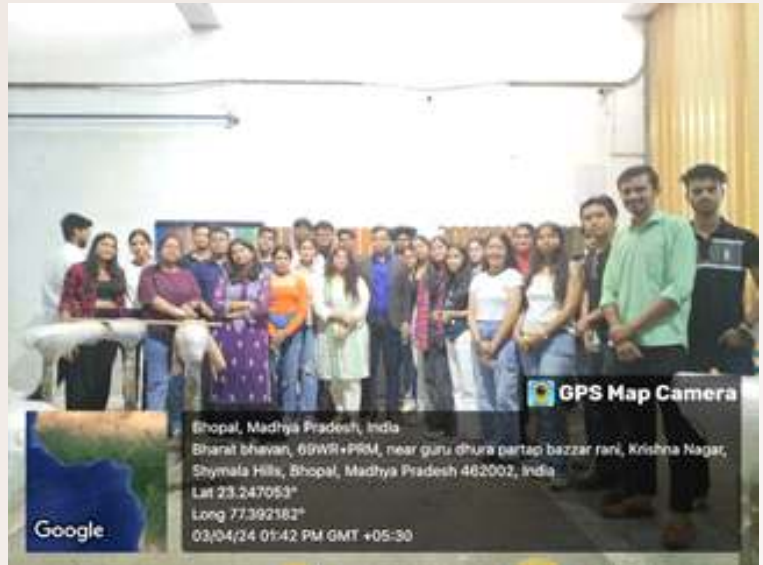 GPS Map Camera
Bhopal, Madhya Pradesh, India
Bharat bhavan, 69WR+PRM, near guru dhura partap bazzar rani, Krishna Nagar,
Shymala Hills, Bhopal, Madhya Pradesh 462002, India
Lat 23.247053°
Long 77.392182°
03/04/24 01:42 PM GMT +05:30
Google